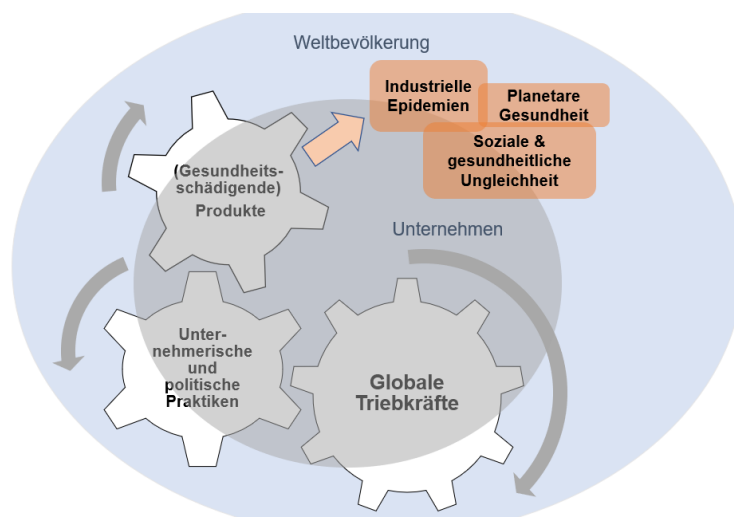 Weltbevölkerung
Industrielle
Epidemien
Planetare
Gesundheit
Soziale &
gesundheitliche
Ungleichheit
(Gesundheits-
schädigende)
Produkte
Unternehmen
Unter-
nehmerische
und
politische
Praktiken
Globale
Triebkräfte